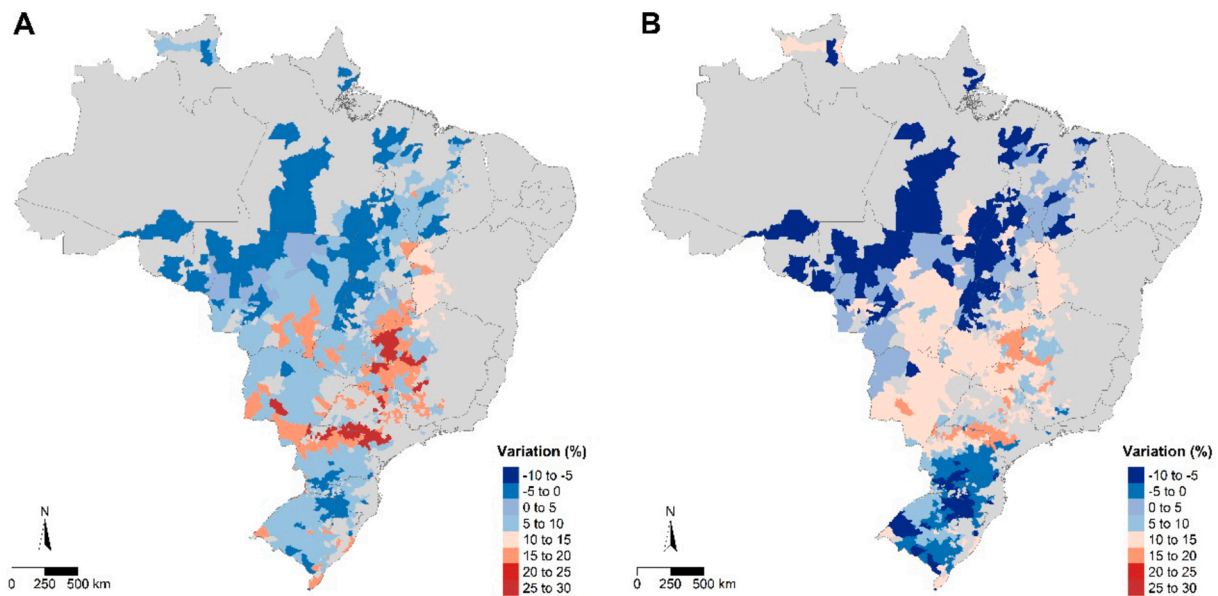 A
B
Variation (%)
-10 to -5
-5 to 0
0 to 5
5 to 10
10 to 15
15 to 20
20 to 25
25 to 30
N
0 250 500 km
Variation (%)
-10 to -5
-5 to 0
0 to 5
5 to 10
10 to 15
15 to 20
20 to 25
25 to 30
N
0 250 500 km